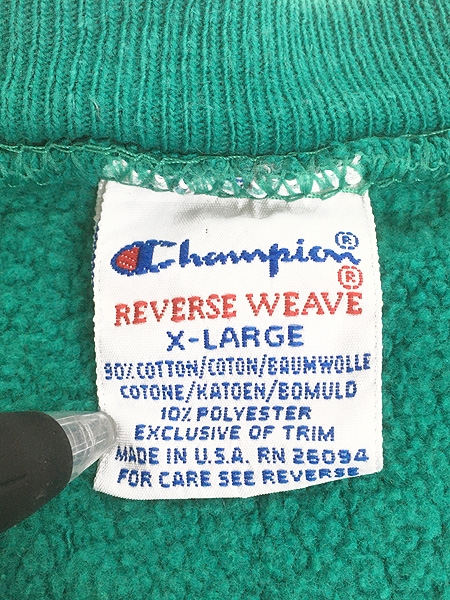 Champion®
REVERSE WEAVE®
X-LARGE
90% COTTON/COTON/BAUMWOLLE
COTONE/KATOEN/BOMULD
10% POLYESTER
EXCLUSIVE OF TRIM
MADE IN U.S.A. RN 26094
FOR CARE SEE REVERSE